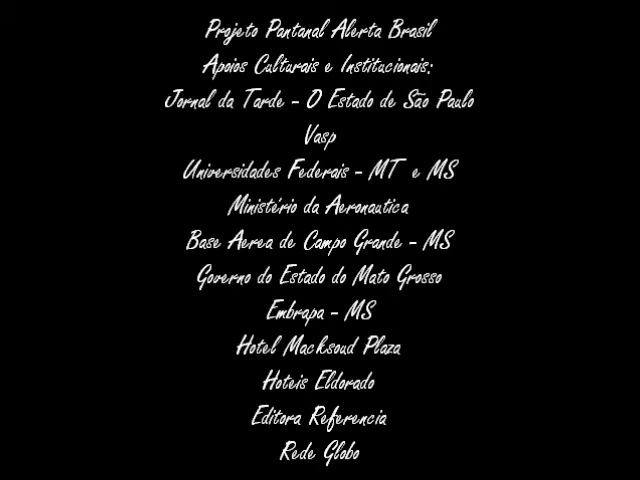 Projeto Pantanal Alerta Brasil
Apoios Culturais e Institucionais:
Jornal da Tarde - O Estado de São Paulo
Vasp
Universidades Federais - MT e MS
Ministério da Aeronautica
Base Aerea de Campo Grande - MS
Governo do Estado do Mato Grosso
Embrapa - MS
Hotel Macksoud Plaza
Hoteis Eldorado
Editora Referencia
Rede Globo